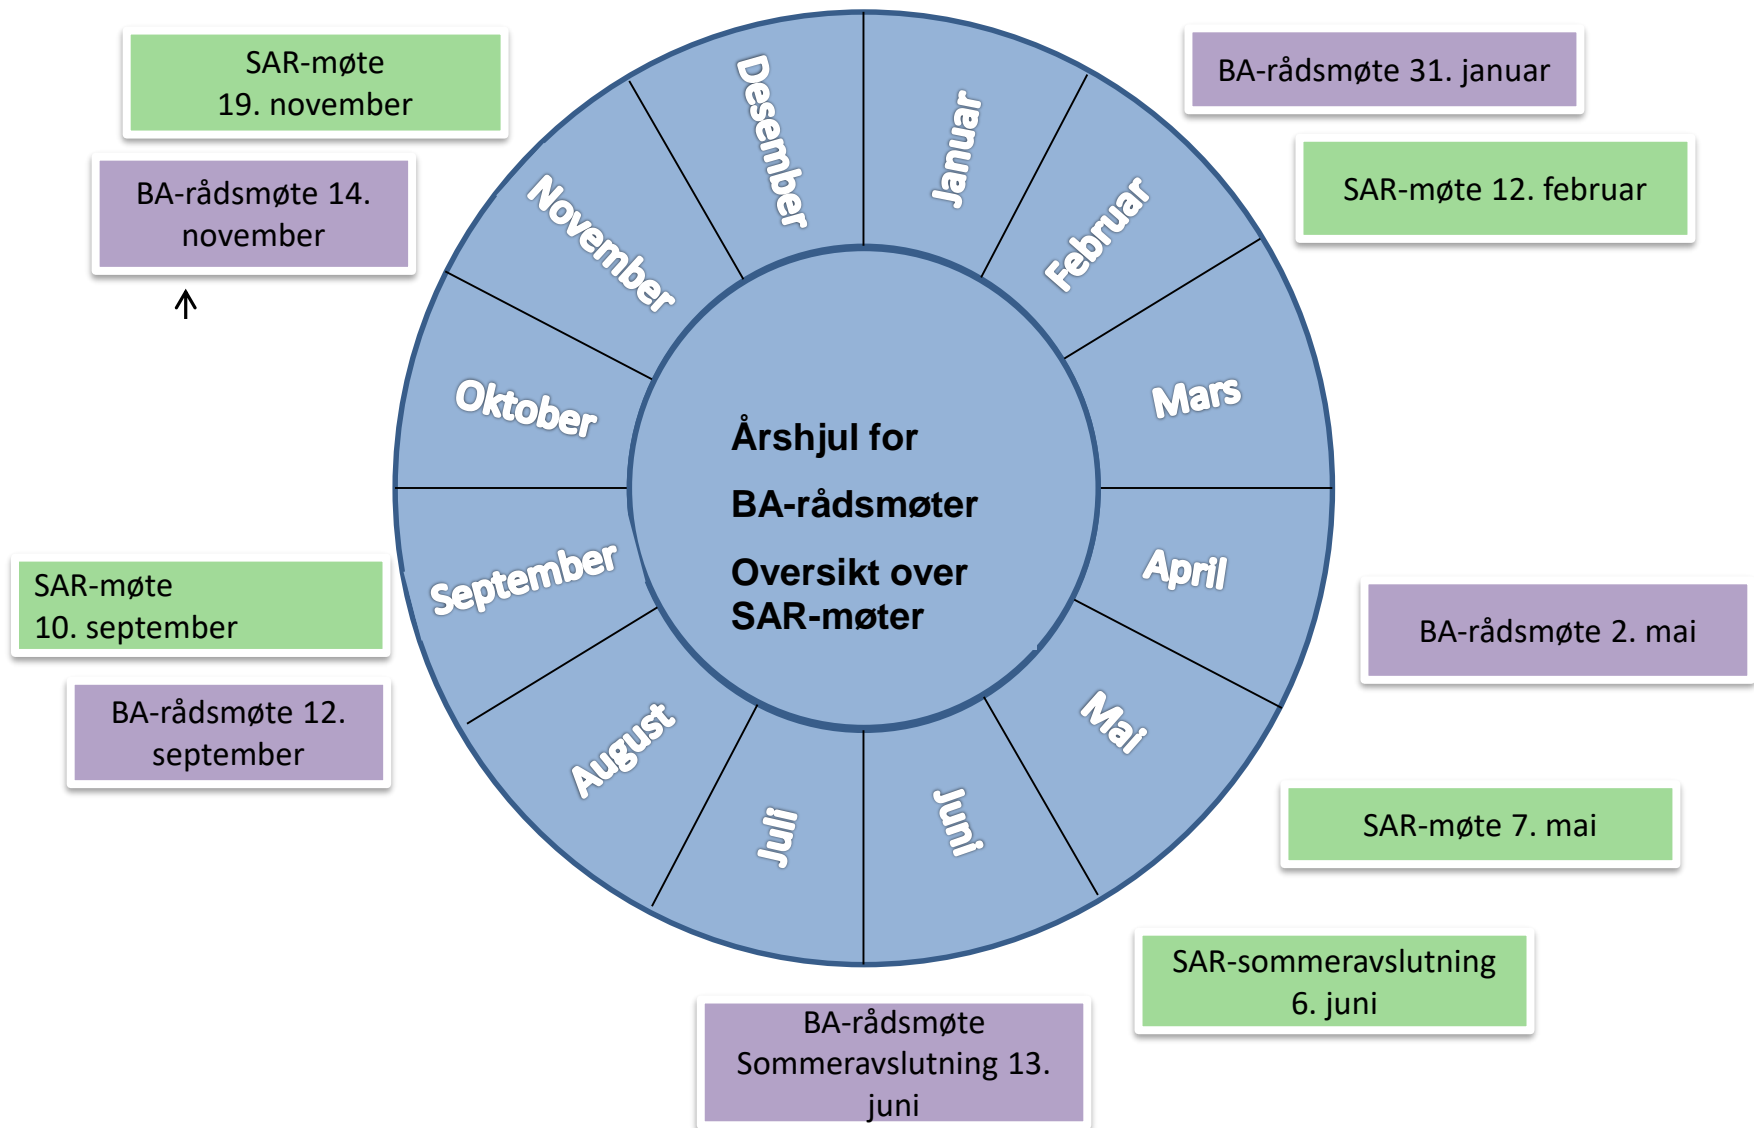 Årshjul for
BA-rådsmøter
Oversikt over
SAR-møter
Januar
Februar
Mars
April
Mai
Juni
Juli
August
September
Oktober
November
Desember
BA-rådsmøte 31. januar
SAR-møte 12. februar
BA-rådsmøte 2. mai
SAR-møte 7. mai
SAR-sommeravslutning
6. juni
BA-rådsmøte
Sommeravslutning 13.
juni
BA-rådsmøte 12.
september
SAR-møte
10. september
BA-rådsmøte 14.
november
SAR-møte
19. november